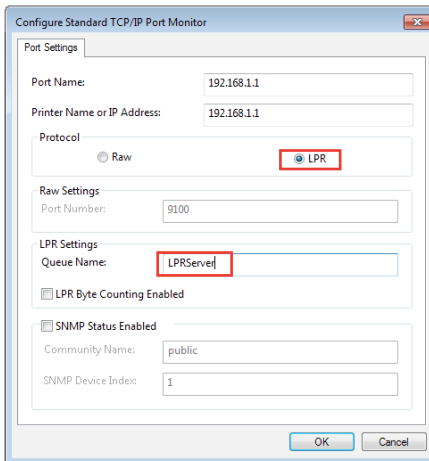 Configure Standard TCP/IP Port Monitor
Port Settings
Port Name: 192.168.1.1
Printer Name or IP Address: 192.168.1.1
Protocol
Raw LPR
Raw Settings
Port Number: 9100
LPR Settings
Queue Name: LPRServer
LPR Byte Counting Enabled
SNMP Status Enabled
Community Name: public
SNMP Device Index: 1
OK Cancel